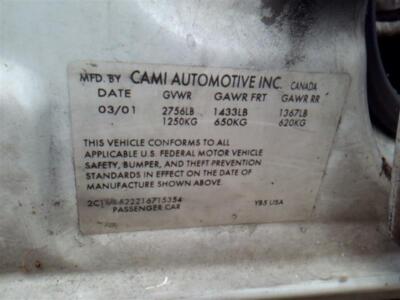 MFD. BY CAMI AUTOMOTIVE INC. CANADA
DATE GVWR GAWR FRT GAWR RR
03/01 2756LB 1433LB 1367LB
1250KG 650KG 620KG
THIS VEHICLE CONFORMS TO ALL
APPLICABLE U.S. FEDERAL MOTOR VEHICLE
SAFETY, BUMPER, AND THEFT PREVENTION
STANDARDS IN EFFECT ON THE DATE OF
MANUFACTURE SHOWN ABOVE.
YB5 USA
PASSENGER CAR